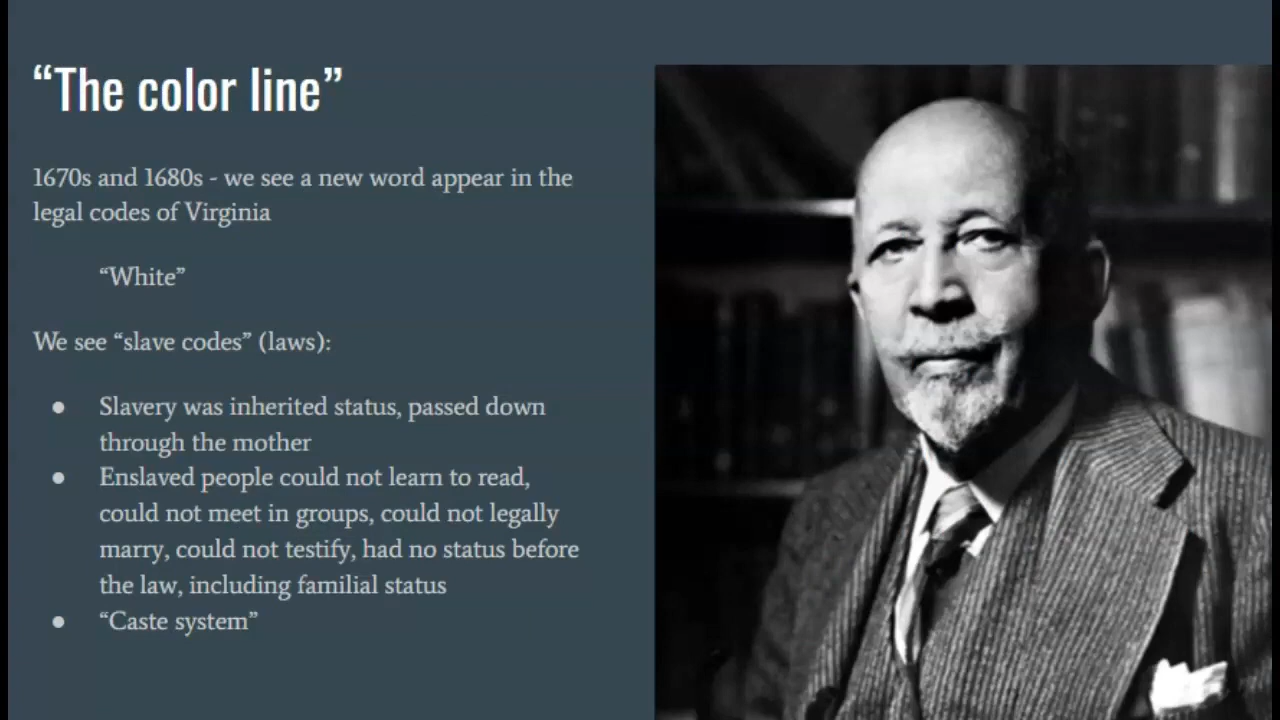 “The color line”
1670s and 1680s - we see a new word appear in the
legal codes of Virginia
“White”
We see “slave codes” (laws):
● Slavery was inherited status, passed down
through the mother
● Enslaved people could not learn to read,
could not meet in groups, could not legally
marry, could not testify, had no status before
the law, including familial status
● “Caste system”